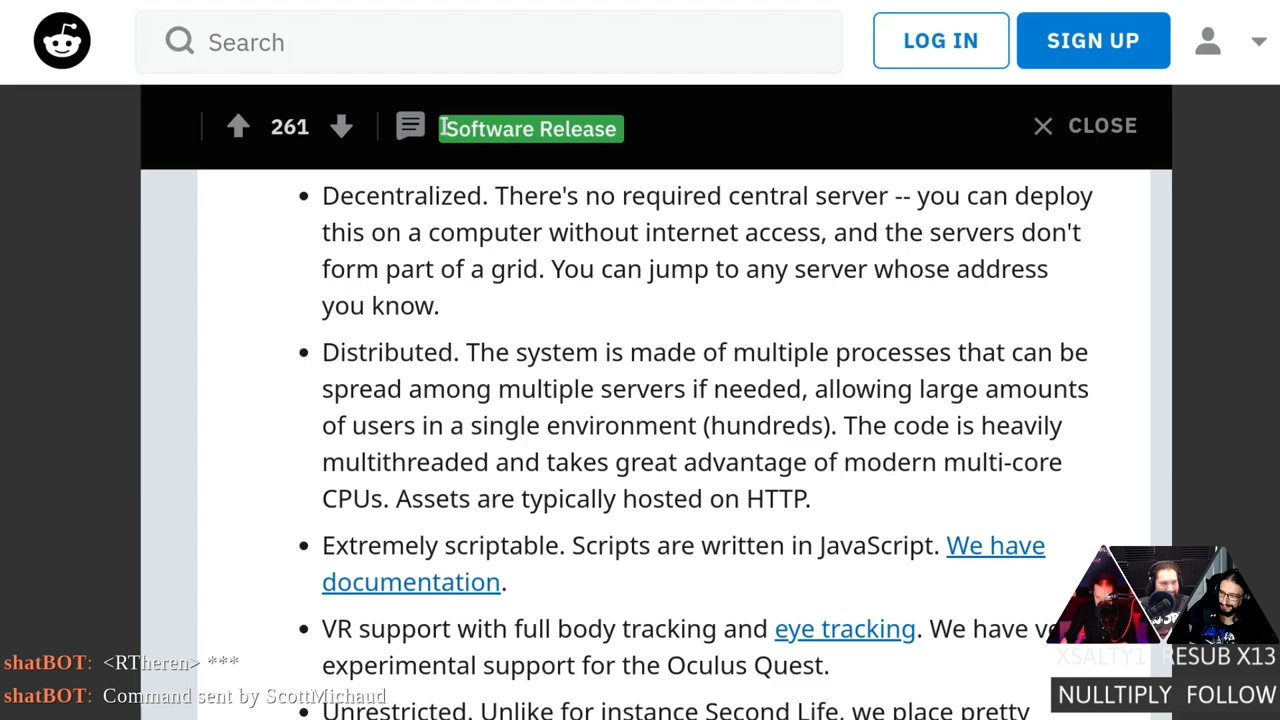 Search
LOG IN
SIGN UP
261
Software Release
CLOSE
• Decentralized. There's no required central server -- you can deploy
this on a computer without internet access, and the servers don't
form part of a grid. You can jump to any server whose address
you know.
• Distributed. The system is made of multiple processes that can be
spread among multiple servers if needed, allowing large amounts
of users in a single environment (hundreds). The code is heavily
multithreaded and takes great advantage of modern multi-core
CPUs. Assets are typically hosted on HTTP.
• Extremely scriptable. Scripts are written in JavaScript. We have
documentation.
• VR support with full body tracking and eye tracking. We have
experimental support for the Oculus Quest.
• Unrestricted. Unlike for instance Second Life, we place pretty
shatBOT: <RTheren> ***
shatBOT: Command sent by ScottMichaud
XSALTY1 RESUB X13
NULLTIPLY FOLLOW